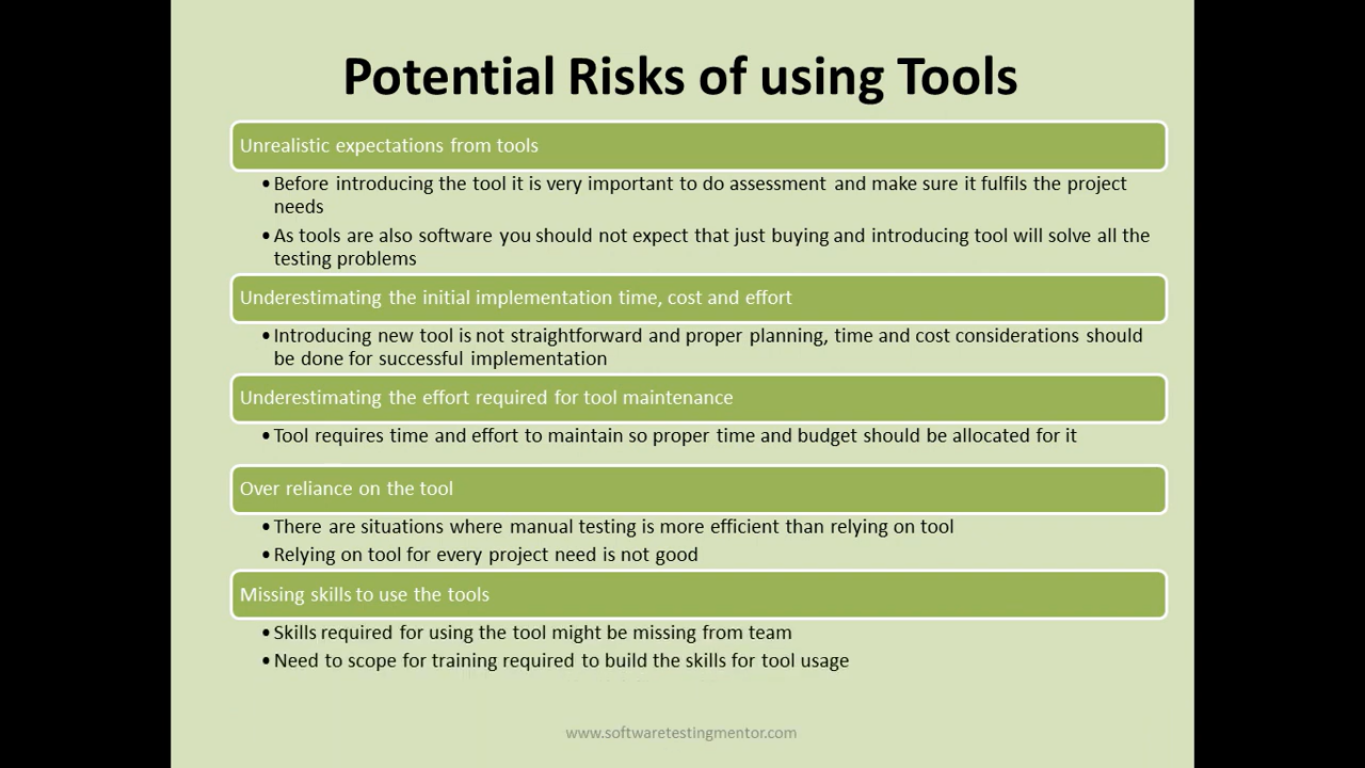 Potential Risks of using Tools
Unrealistic expectations from tools
•Before introducing the tool it is very important to do assessment and make sure it fulfils the project
needs
•As tools are also software you should not expect that just buying and introducing tool will solve all the
testing problems
Underestimating the initial implementation time, cost and effort
•Introducing new tool is not straightforward and proper planning, time and cost considerations should
be done for successful implementation
Underestimating the effort required for tool maintenance
•Tool requires time and effort to maintain so proper time and budget should be allocated for it
Over reliance on the tool
•There are situations where manual testing is more efficient than relying on tool
•Relying on tool for every project need is not good
Missing skills to use the tools
•Skills required for using the tool might be missing from team
•Need to scope for training required to build the skills for tool usage
www.softwaretestingmentor.com